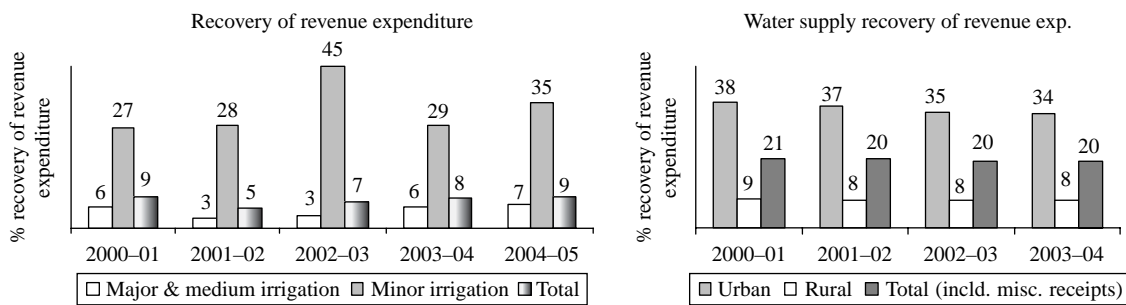 Recovery of revenue expenditure
% recovery of revenue
expenditure
27
6
9
28
3
5
45
3
7
29
6
8
35
7
9
2000–01 2001–02 2002–03 2003–04 2004–05
Major & medium irrigation Minor irrigation Total
Water supply recovery of revenue exp.
% recovery of revenue
expenditure
38
9
21
37
8
20
35
8
20
34
8
20
2000–01 2001–02 2002–03 2003–04
Urban Rural Total (incld. misc. receipts)